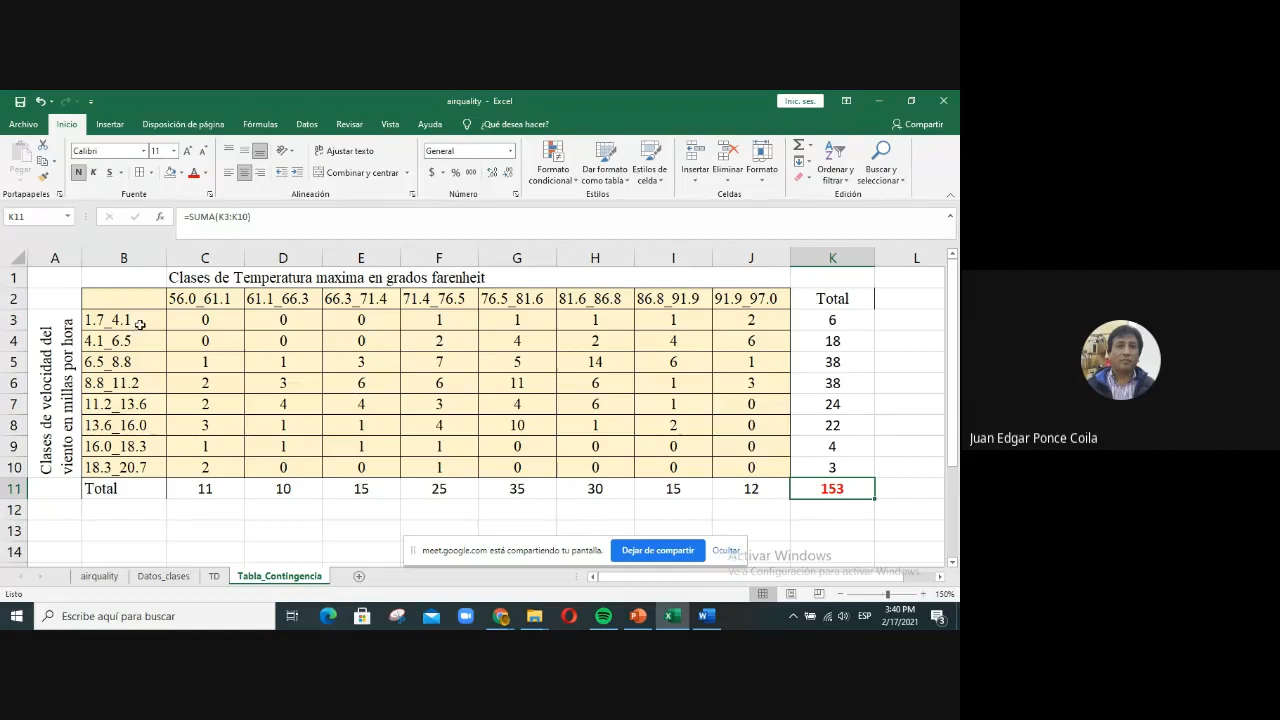 airquality - Excel
Inic. ses.
Archivo Inicio Insertar Disposición de página Fórmulas Datos Revisar Vista Ayuda ¿Qué desea hacer? Compartir
Pegar
Calibri 11
N K S
Ajustar texto
Combinar y centrar
General
$ % 000
Formato condicional
Dar formato como tabla
Estilos de celda
Insertar Eliminar Formato
Ordenar y filtrar
Buscar y seleccionar
Portapapeles Fuente Alineación Número Estilos Celdas Edición
K11 fx =SUMA(K3:K10)
A B C D E F G H I J K L
1 Clases de Temperatura maxima en grados farenheit
2 56.0_61.1 61.1_66.3 66.3_71.4 71.4_76.5 76.5_81.6 81.6_86.8 86.8_91.9 91.9_97.0 Total
Clases de velocidad del
viento en millas por hora
3 1.7_4.1 0 0 0 1 1 1 1 2 6
4 4.1_6.5 0 0 0 2 4 2 4 6 18
5 6.5_8.8 1 1 3 7 5 14 6 1 38
6 8.8_11.2 2 3 6 6 11 6 1 3 38
7 11.2_13.6 2 4 4 3 4 6 1 0 24
8 13.6_16.0 3 1 1 4 10 1 2 0 22
9 16.0_18.3 1 1 1 1 0 0 0 0 4
10 18.3_20.7 2 0 0 1 0 0 0 0 3
11 Total 11 10 15 25 35 30 15 12 153
12
13
14
meet.google.com está compartiendo tu pantalla. Dejar de compartir Ocultar
Activar Windows
Ve a Configuración para activar Windows.
airquality TD Tabla_Contingencia
Listo 150%
Escribe aquí para buscar
ESP
3:40 PM
2/17/2021
3
Juan Edgar Ponce Coila